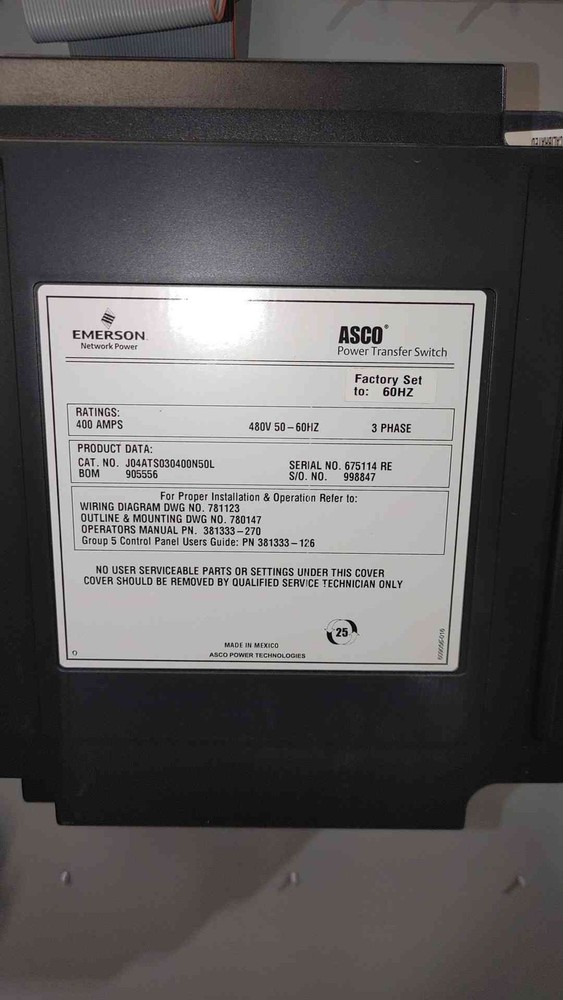 EMERSON
Network Power
ASCO®
Power Transfer Switch
Factory Set
to: 60HZ
RATINGS:
400 AMPS 480V 50-60HZ 3 PHASE
PRODUCT DATA:
CAT. NO. J04ATS030400N50L SERIAL NO. 675114 RE
BOM 905556 S/O. NO. 998847
For Proper Installation & Operation Refer to:
WIRING DIAGRAM DWG NO. 781123
OUTLINE & MOUNTING DWG NO. 780147
OPERATORS MANUAL PN. 381333-270
Group 5 Control Panel Users Guide: PN 381333-126
NO USER SERVICEABLE PARTS OR SETTINGS UNDER THIS COVER
COVER SHOULD BE REMOVED BY QUALIFIED SERVICE TECHNICIAN ONLY
25
MADE IN MEXICO
ASCO POWER TECHNOLOGIES